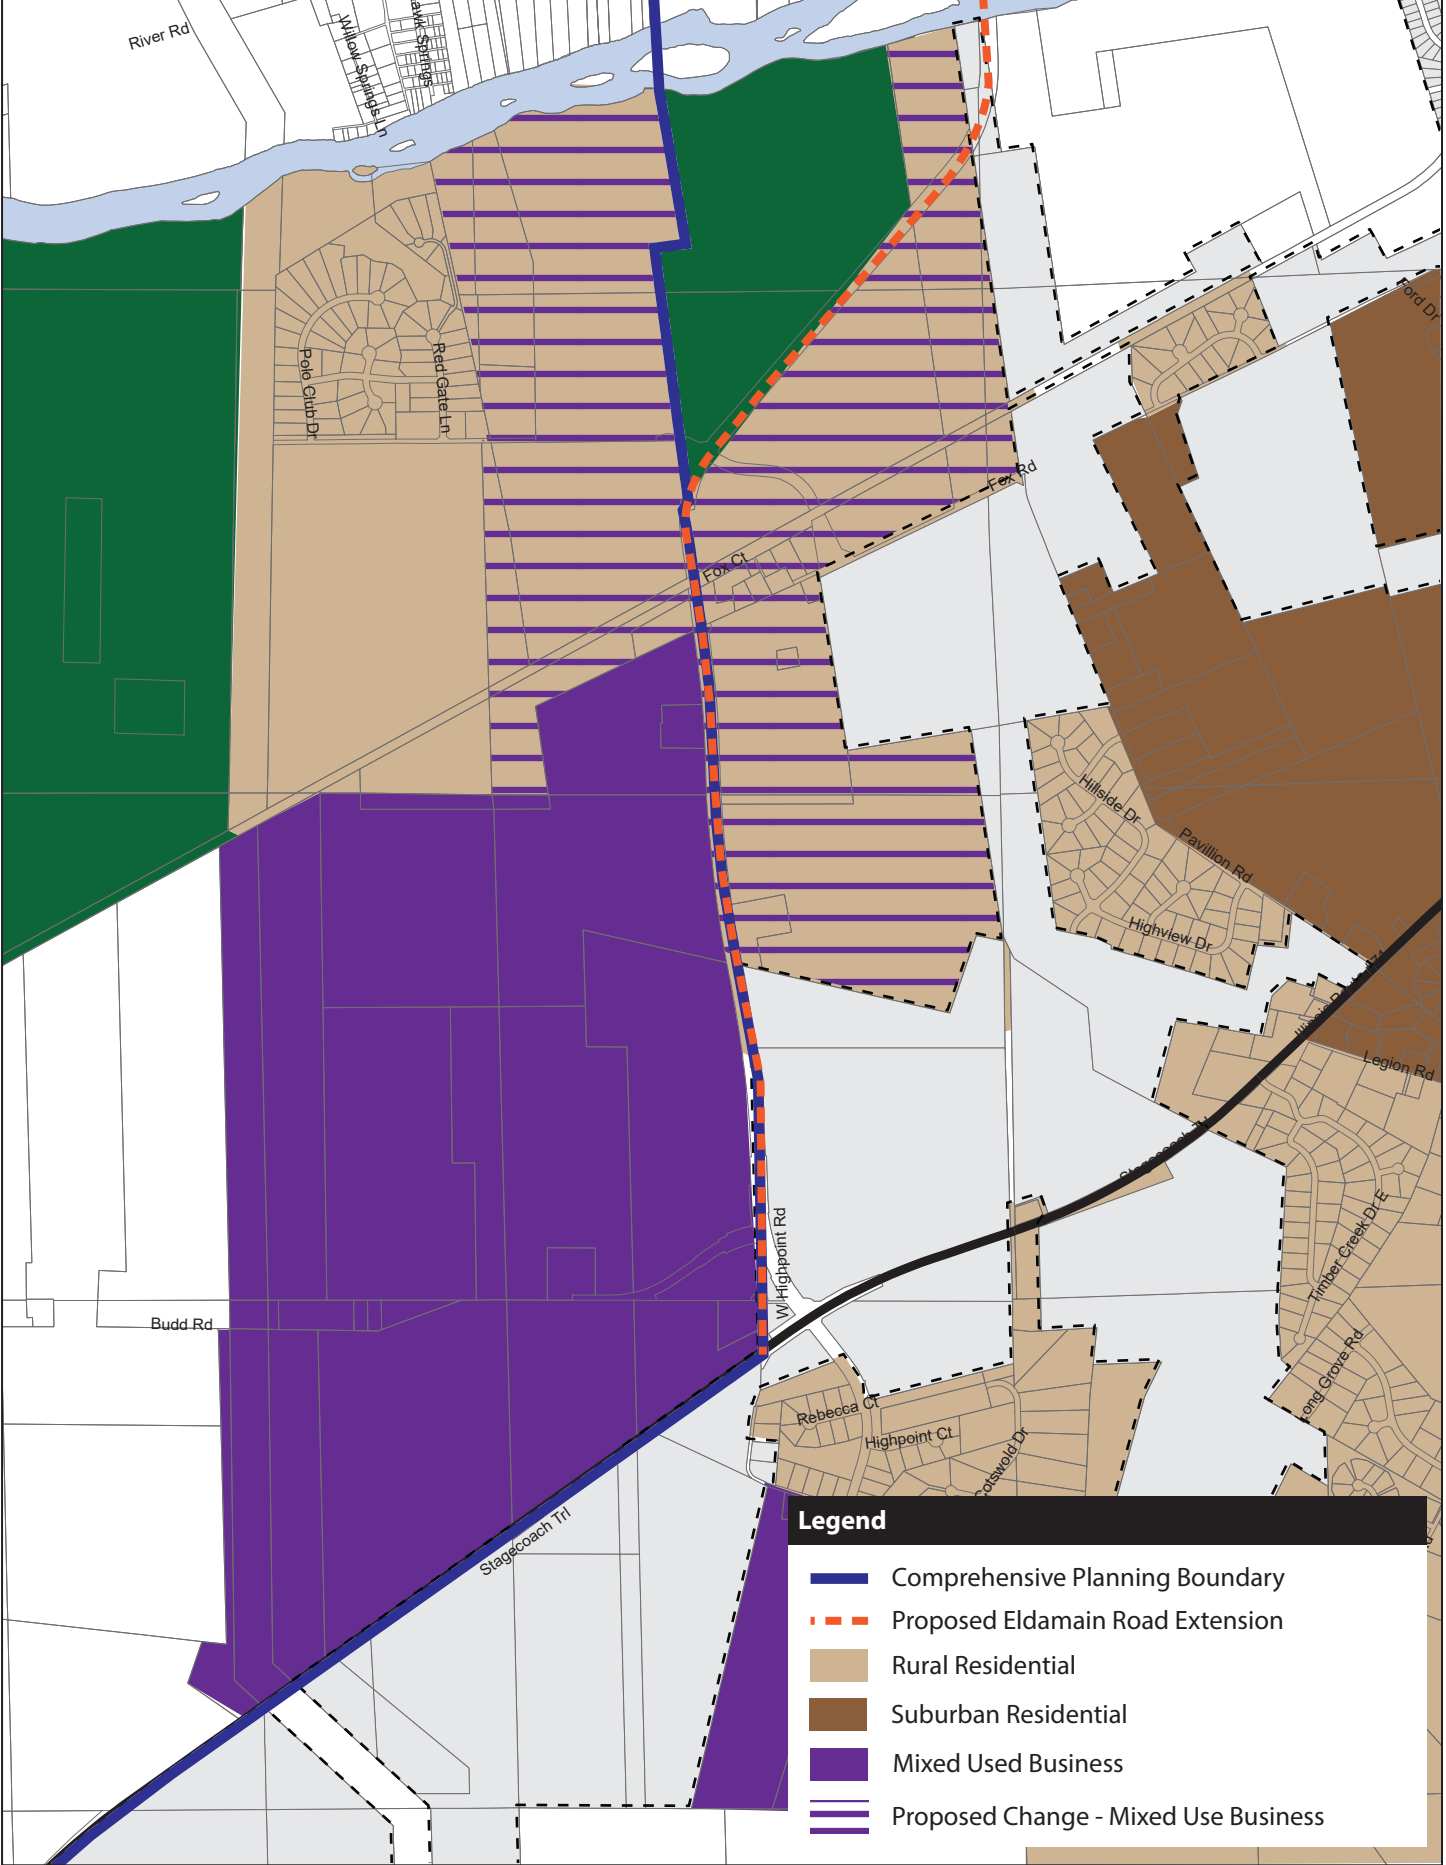 River Rd
Willow Springs Ln
Springs
Ford Dr
Polo Club Dr
Red Gate Ln
Fox Rd
Fox Ct
Hillside Dr
Pavillion Rd
Highview Dr
Legion Rd
Stagecoach Trl
W Highpoint Rd
Timber Creek Dr E
Budd Rd
Long Grove Rd
Rebecca Ct
Highpoint Ct
Cotswold Dr
Stagecoach Trl
Legend
Comprehensive Planning Boundary
Proposed Eldamain Road Extension
Rural Residential
Suburban Residential
Mixed Used Business
Proposed Change - Mixed Use Business